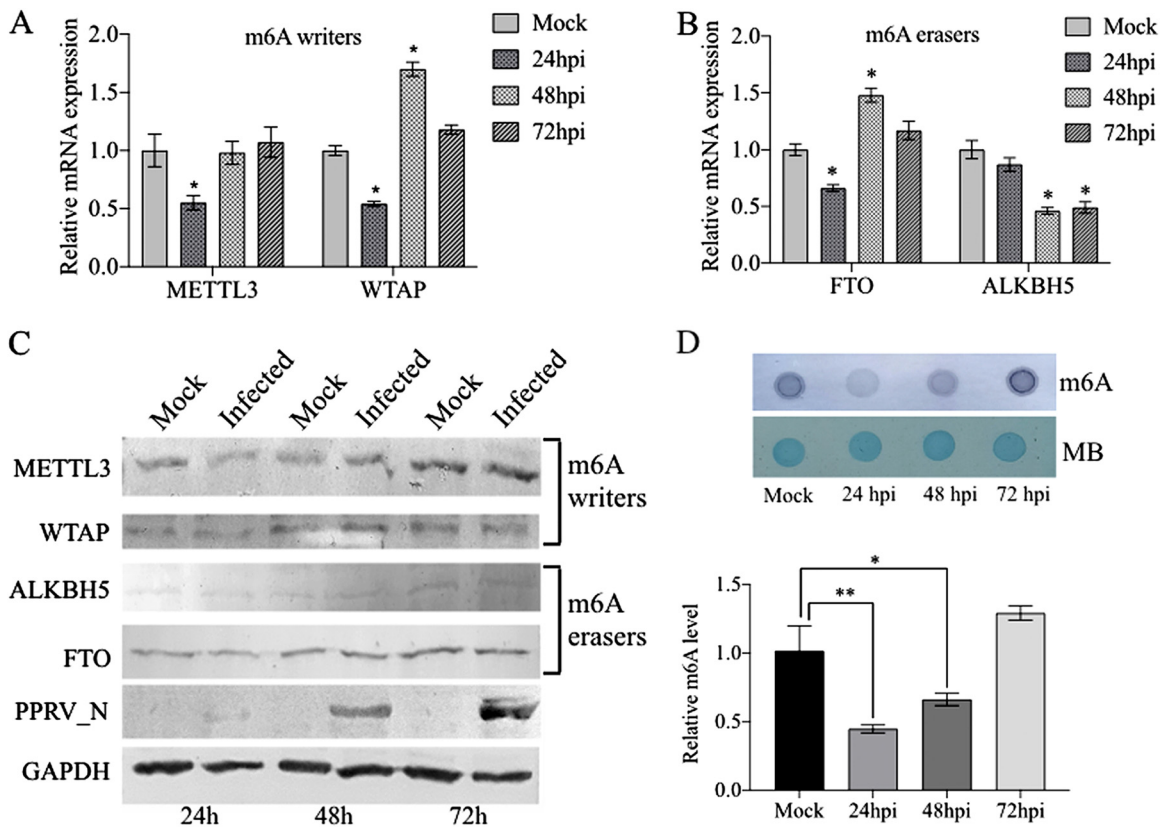 A
m6A writers
Relative mRNA expression
2.0
1.5
1.0
0.5
0.0
*
*
*
METTL3
WTAP
Mock
24hpi
48hpi
72hpi
B
m6A erasers
Relative mRNA expression
2.0
1.5
1.0
0.5
0.0
*
*
*
*
FTO
ALKBH5
Mock
24hpi
48hpi
72hpi
C
Mock
Infected
Mock
Infected
Mock
Infected
METTL3
WTAP
m6A
writers
ALKBH5
FTO
m6A
erasers
PPRV_N
GAPDH
24h
48h
72h
D
m6A
MB
Mock
24 hpi
48 hpi
72 hpi
Relative m6A level
1.5
1.0
0.5
0.0
*
**
Mock
24hpi
48hpi
72hpi